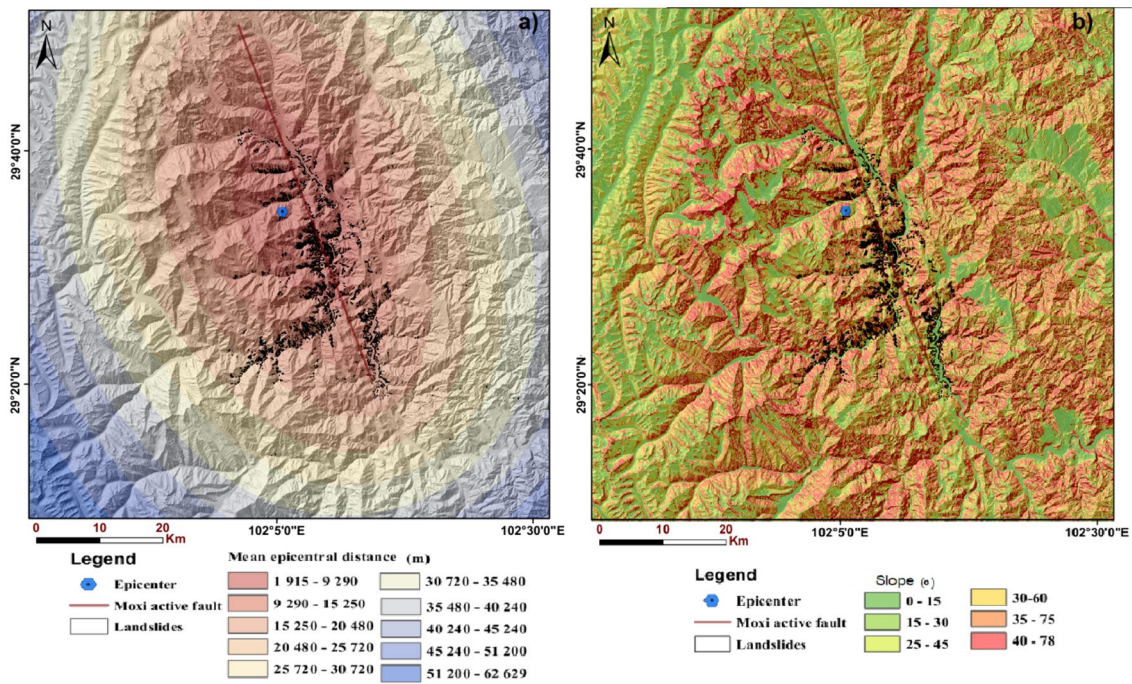 N
a)
29°40'0"N
29°20'0"N
0 10 20
Km
102°5'0"E
102°30'0"E
Legend
Epicenter
Moxi active fault
Landslides
Mean epicentral distance (m)
1 915 – 9 290
9 290 – 15 250
15 250 – 20 480
20 480 – 25 720
25 720 – 30 720
30 720 – 35 480
35 480 – 40 240
40 240 – 45 240
45 240 – 51 200
51 200 – 62 629
N
b)
29°40'0"N
29°20'0"N
0 10 20
Km
102°5'0"E
102°30'0"E
Legend
Epicenter
Moxi active fault
Landslides
Slope (°)
0 - 15
15 - 30
25 - 45
30-60
35 - 75
40 - 78